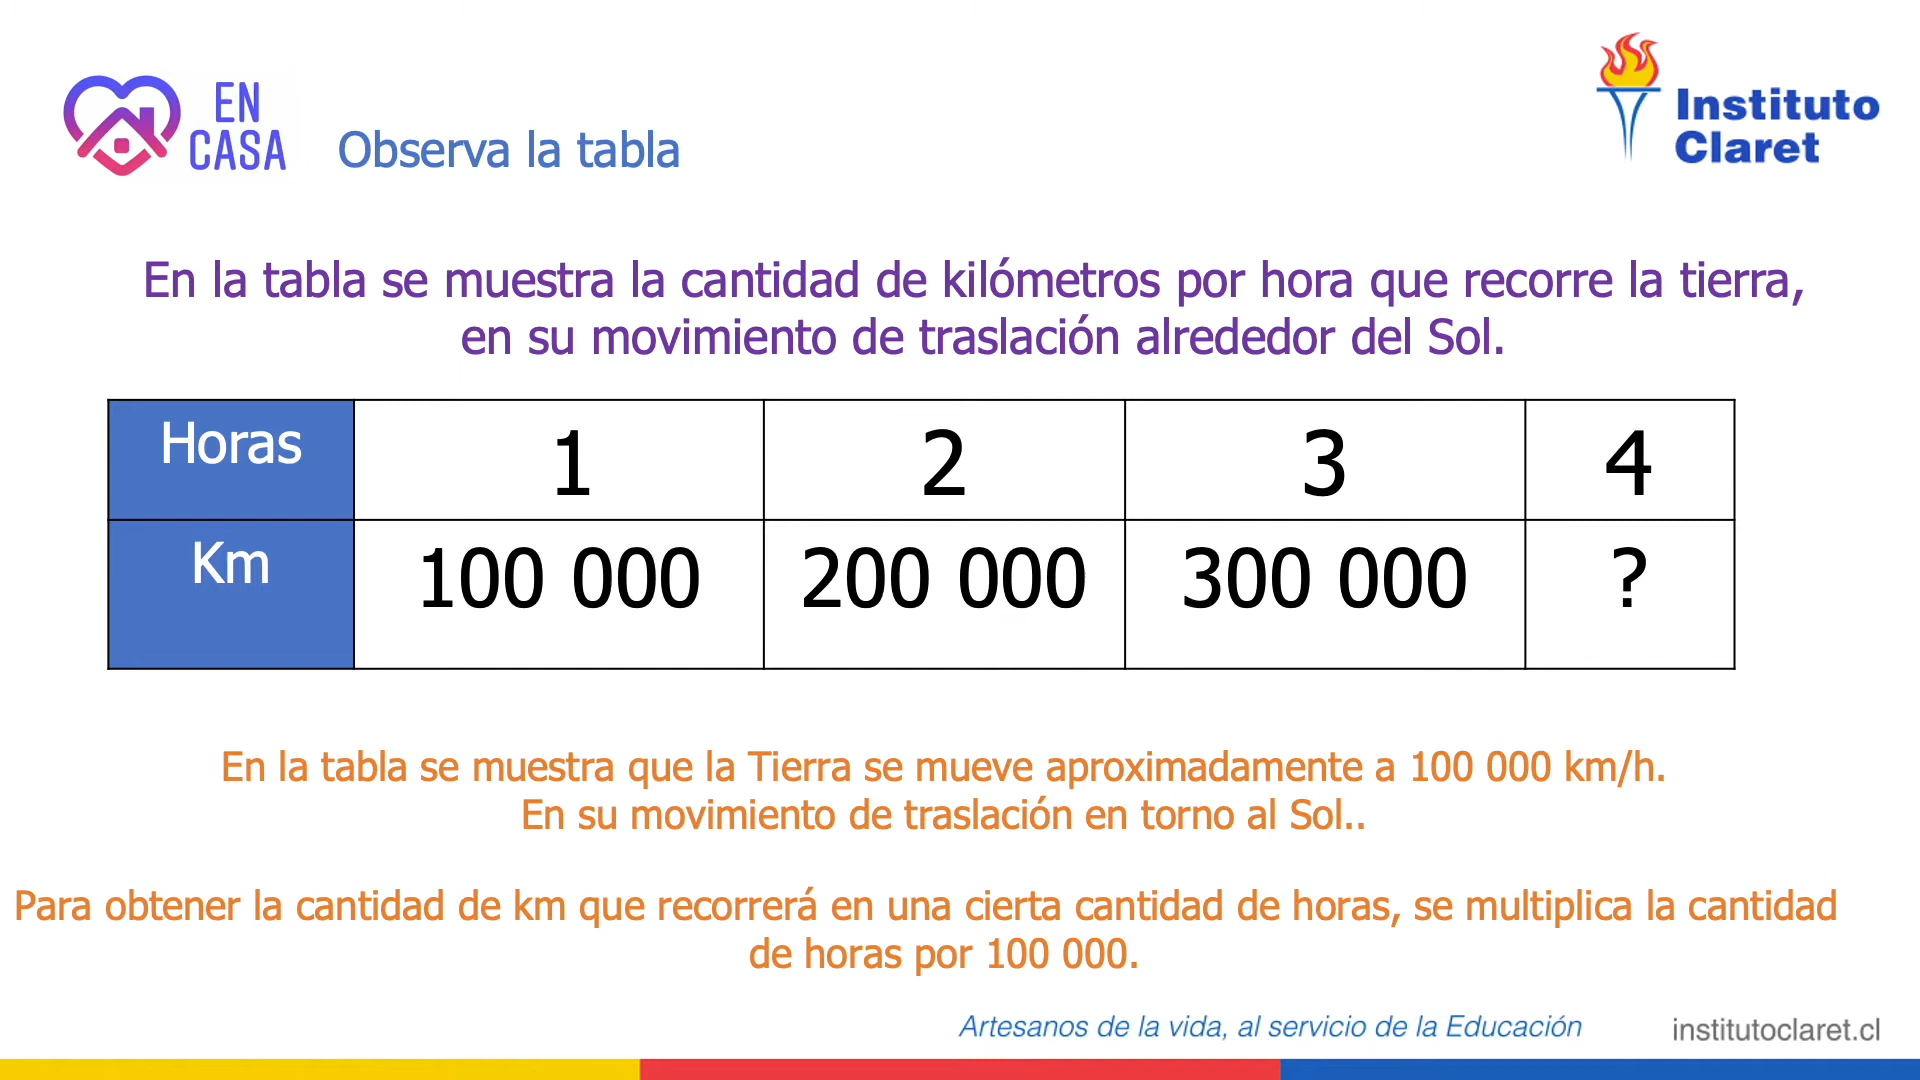 EN
CASA
Observa la tabla
Instituto
Claret
En la tabla se muestra la cantidad de kilómetros por hora que recorre la tierra,
en su movimiento de traslación alrededor del Sol.
Horas 1 2 3 4
Km 100 000 200 000 300 000 ?
En la tabla se muestra que la Tierra se mueve aproximadamente a 100 000 km/h.
En su movimiento de traslación en torno al Sol..
Para obtener la cantidad de km que recorrerá en una cierta cantidad de horas, se multiplica la cantidad
de horas por 100 000.
Artesanos de la vida, al servicio de la Educación
institutoclaret.cl